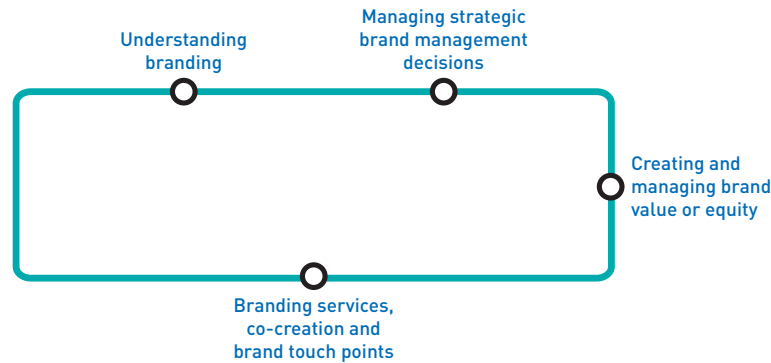 Understanding
branding
Managing strategic
brand management
decisions
Creating and
managing brand
value or equity
Branding services,
co-creation and
brand touch points